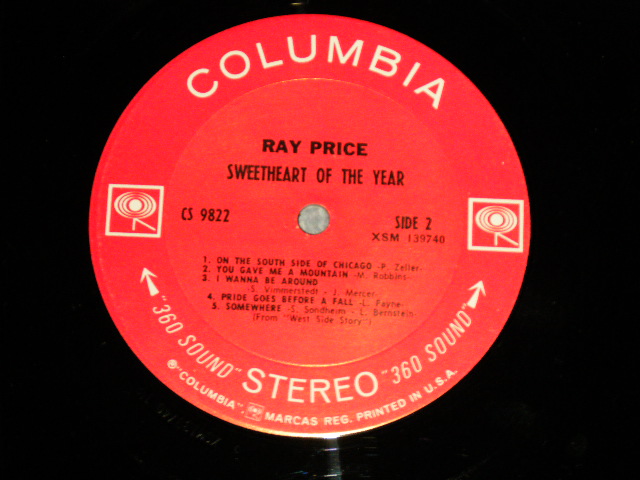 COLUMBIA
RAY PRICE
SWEETHEART OF THE YEAR
CS 9822
SIDE 2
XSM 139740
1. ON THE SOUTH SIDE OF CHICAGO -P. Zeller-
2. YOU GAVE ME A MOUNTAIN -M. Robbins-
3. I WANNA BE AROUND
-S. Vimmerstedt - J. Mercer-
4. PRIDE GOES BEFORE A FALL -L. Payne-
5. SOMEWHERE -S. Sondheim - L. Bernstein-
(From "West Side Story")
"360 SOUND" STEREO "360 SOUND"
®"COLUMBIA", MARCAS REG. PRINTED IN U.S.A.